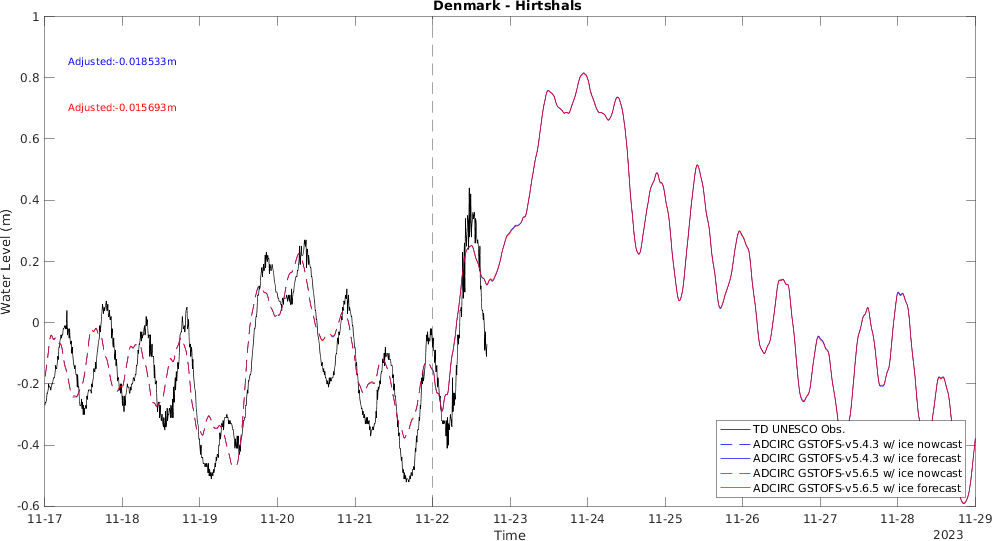 Denmark - Hirtshals
Adjusted:-0.018533m
Adjusted:-0.015693m
Water Level (m)
1
0.8
0.6
0.4
0.2
0
-0.2
-0.4
-0.6
TD UNESCO Obs.
ADCIRC GSTOFS-v5.4.3 w/ ice nowcast
ADCIRC GSTOFS-v5.4.3 w/ ice forecast
ADCIRC GSTOFS-v5.6.5 w/ ice nowcast
ADCIRC GSTOFS-v5.6.5 w/ ice forecast
11-17 11-18 11-19 11-20 11-21 11-22 11-23 11-24 11-25 11-26 11-27 11-28 11-29
Time
2023